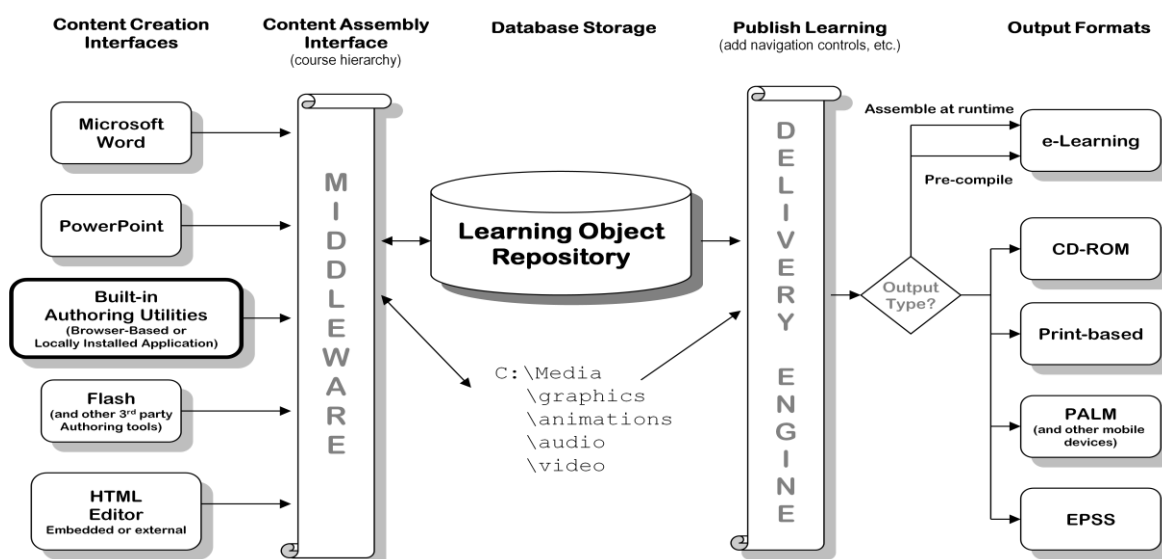 Content Creation
Interfaces
Content Assembly
Interface
(course hierarchy)
Database Storage
Publish Learning
(add navigation controls, etc.)
Output Formats
Microsoft
Word
PowerPoint
Built-in
Authoring Utilities
(Browser-Based or
Locally Installed Application)
Flash
(and other 3rd party
Authoring tools)
HTML
Editor
Embedded or external
MIDDLEWARE
Learning Object
Repository
C:\Media
\graphics
\animations
\audio
\video
DELIVERY ENGINE
Output
Type?
Assemble at runtime
Pre-compile
e-Learning
CD-ROM
Print-based
PALM
(and other mobile
devices)
EPSS